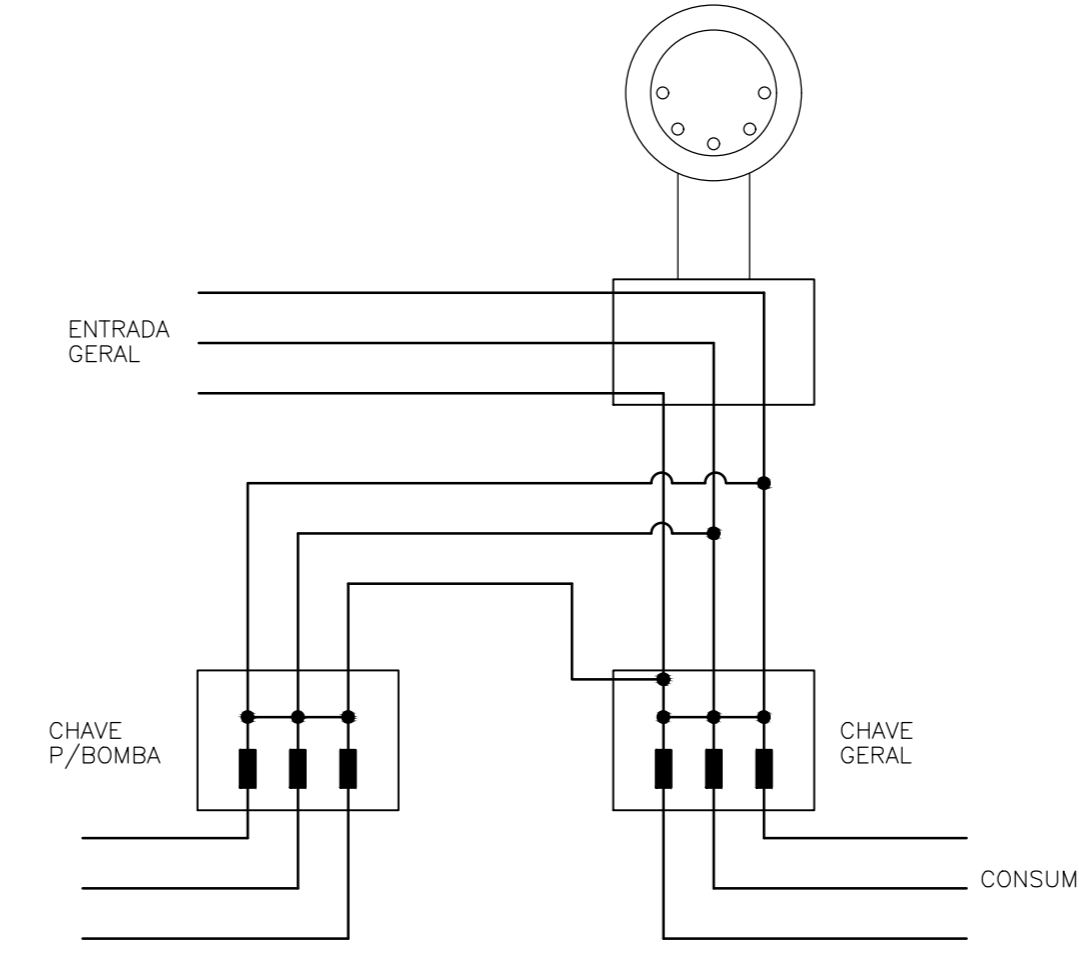 ENTRADA
GERAL
CHAVE
P/BOMBA
CHAVE
GERAL
CONSUM